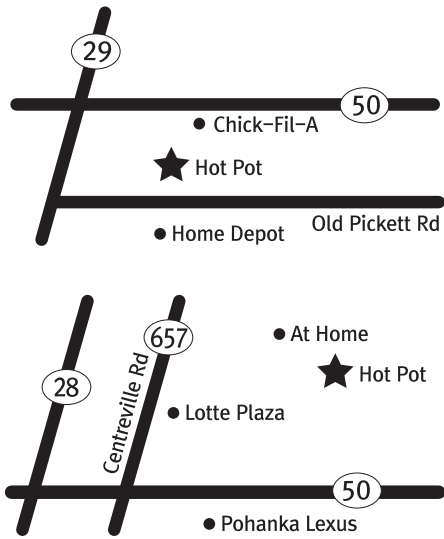 29
50
Chick-Fil-A
Hot Pot
Old Pickett Rd
Home Depot
657
At Home
28
Centreville Rd
Hot Pot
Lotte Plaza
50
Pohanka Lexus